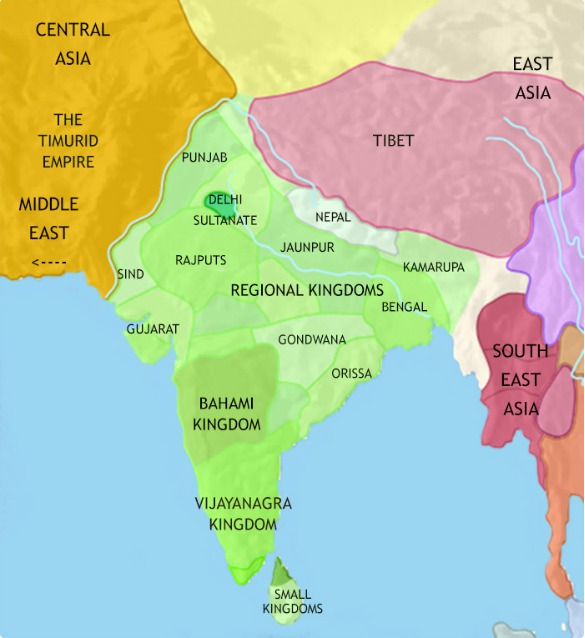 CENTRAL
ASIA
EAST
ASIA
THE
TIMURID
EMPIRE
TIBET
PUNJAB
MIDDLE
EAST
<----
DELHI
SULTANATE
NEPAL
JAUNPUR
RAJPUTS
SIND
KAMARUPA
REGIONAL KINGDOMS
BENGAL
GUJARAT
GONDWANA
SOUTH
EAST
ASIA
ORISSA
BAHAMI
KINGDOM
VIJAYANAGRA
KINGDOM
SMALL
KINGDOMS